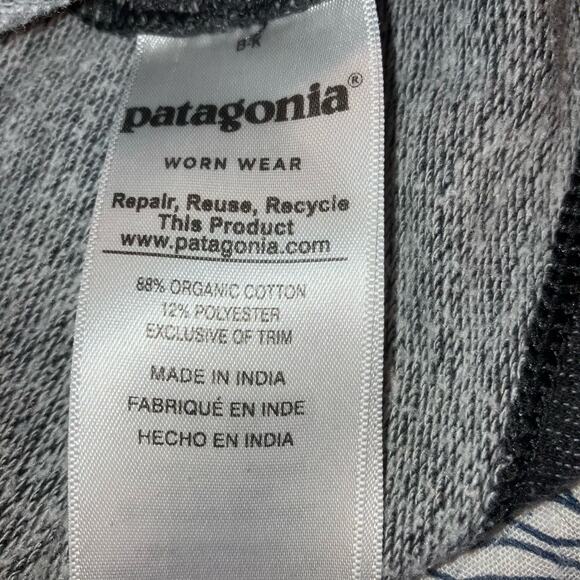 B-K
patagonia®
WORN WEAR
Repair, Reuse, Recycle
This Product
www.patagonia.com
88% ORGANIC COTTON
12% POLYESTER
EXCLUSIVE OF TRIM
MADE IN INDIA
FABRIQUÉ EN INDE
HECHO EN INDIA